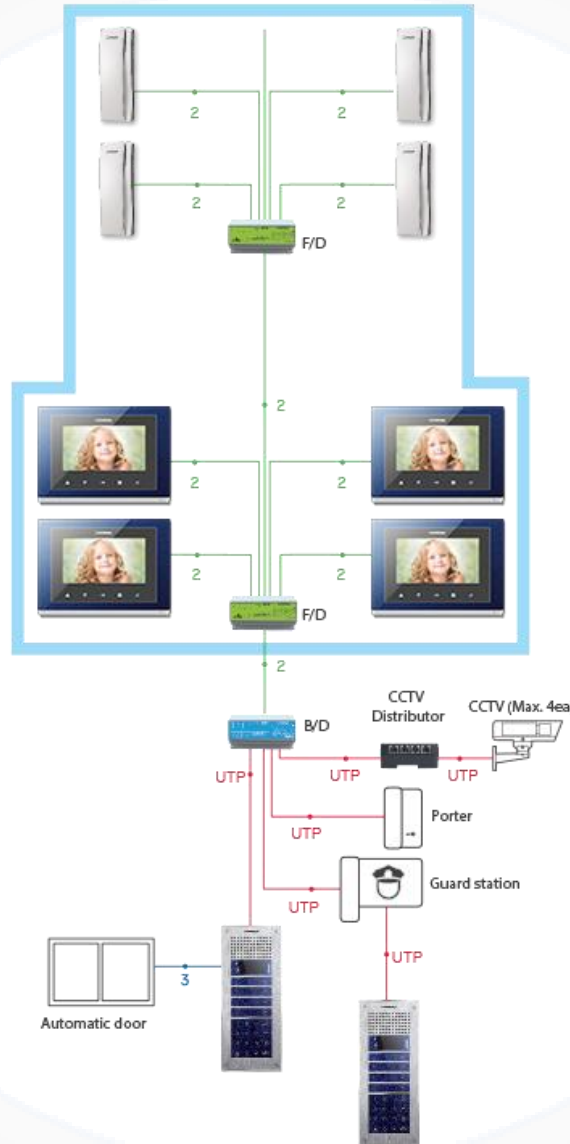 2
2
2
2
F/D
2
2
2
2
2
F/D
2
CCTV
Distributor
CCTV (Max. 4ea
B/D
UTP
UTP
UTP
Porter
UTP
Guard station
UTP
UTP
3
Automatic door